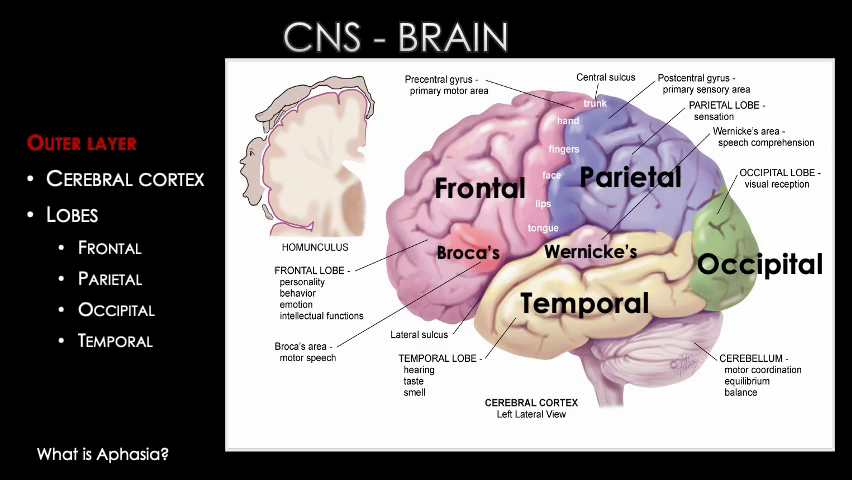 CNS - BRAIN
OUTER LAYER
• CEREBRAL CORTEX
• LOBES
• FRONTAL
• PARIETAL
• OCCIPITAL
• TEMPORAL
What is Aphasia?
HOMUNCULUS
Precentral gyrus -
primary motor area
Central sulcus
Postcentral gyrus -
primary sensory area
PARIETAL LOBE -
sensation
Wernicke's area -
speech comprehension
OCCIPITAL LOBE -
visual reception
trunk
hand
fingers
face
lips
tongue
Frontal
Parietal
Broca's
Wernicke's
Occipital
Temporal
FRONTAL LOBE -
personality
behavior
emotion
intellectual functions
Broca's area -
motor speech
Lateral sulcus
TEMPORAL LOBE -
hearing
taste
smell
CEREBELLUM -
motor coordination
equilibrium
balance
CEREBRAL CORTEX
Left Lateral View